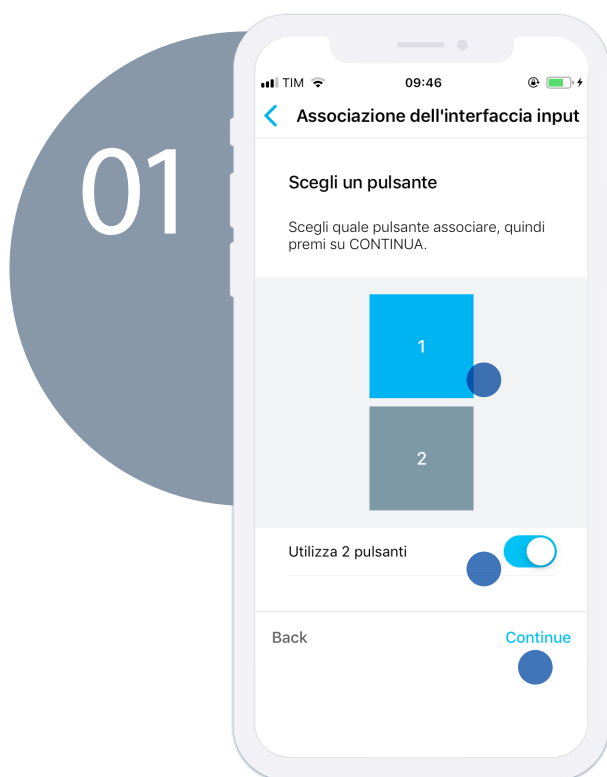 01
TIM 09:46
Associazione dell'interfaccia input
Scegli un pulsante
Scegli quale pulsante associare, quindi
premi su CONTINUA.
1
2
Utilizza 2 pulsanti
Back Continue